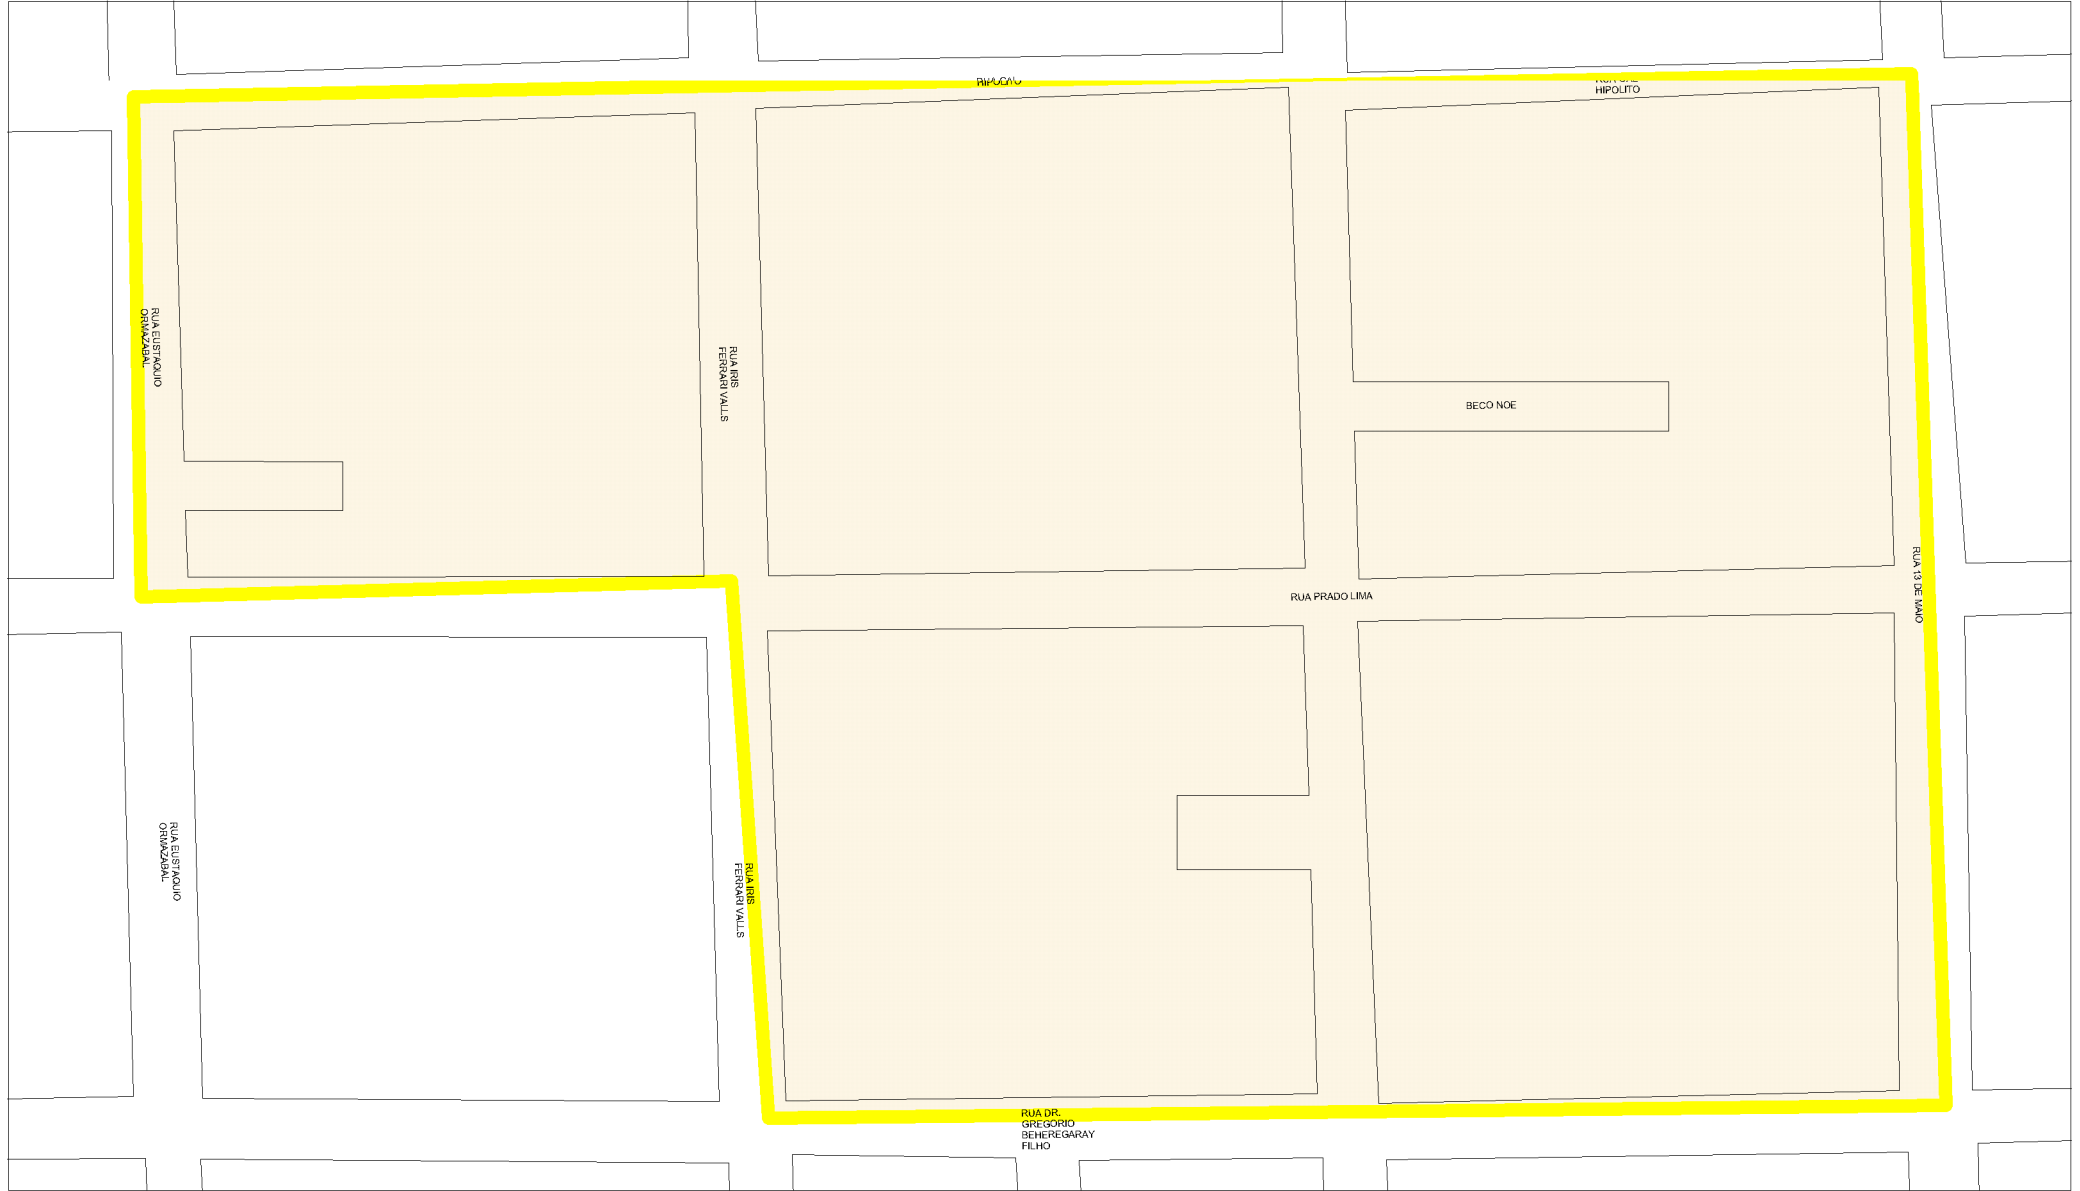 HIPOLITO
RUA EUSTAQUIO
ORMAZABAL
RUA IRIS
FERRARI VALLS
BECO NOE
RUA 13 DE MAIO
RUA PRADO LIMA
RUA EUSTAQUIO
ORMAZABAL
RUA IRIS
FERRARI VALLS
RUA DR.
GREGORIO
BEHEREGARAY
FILHO